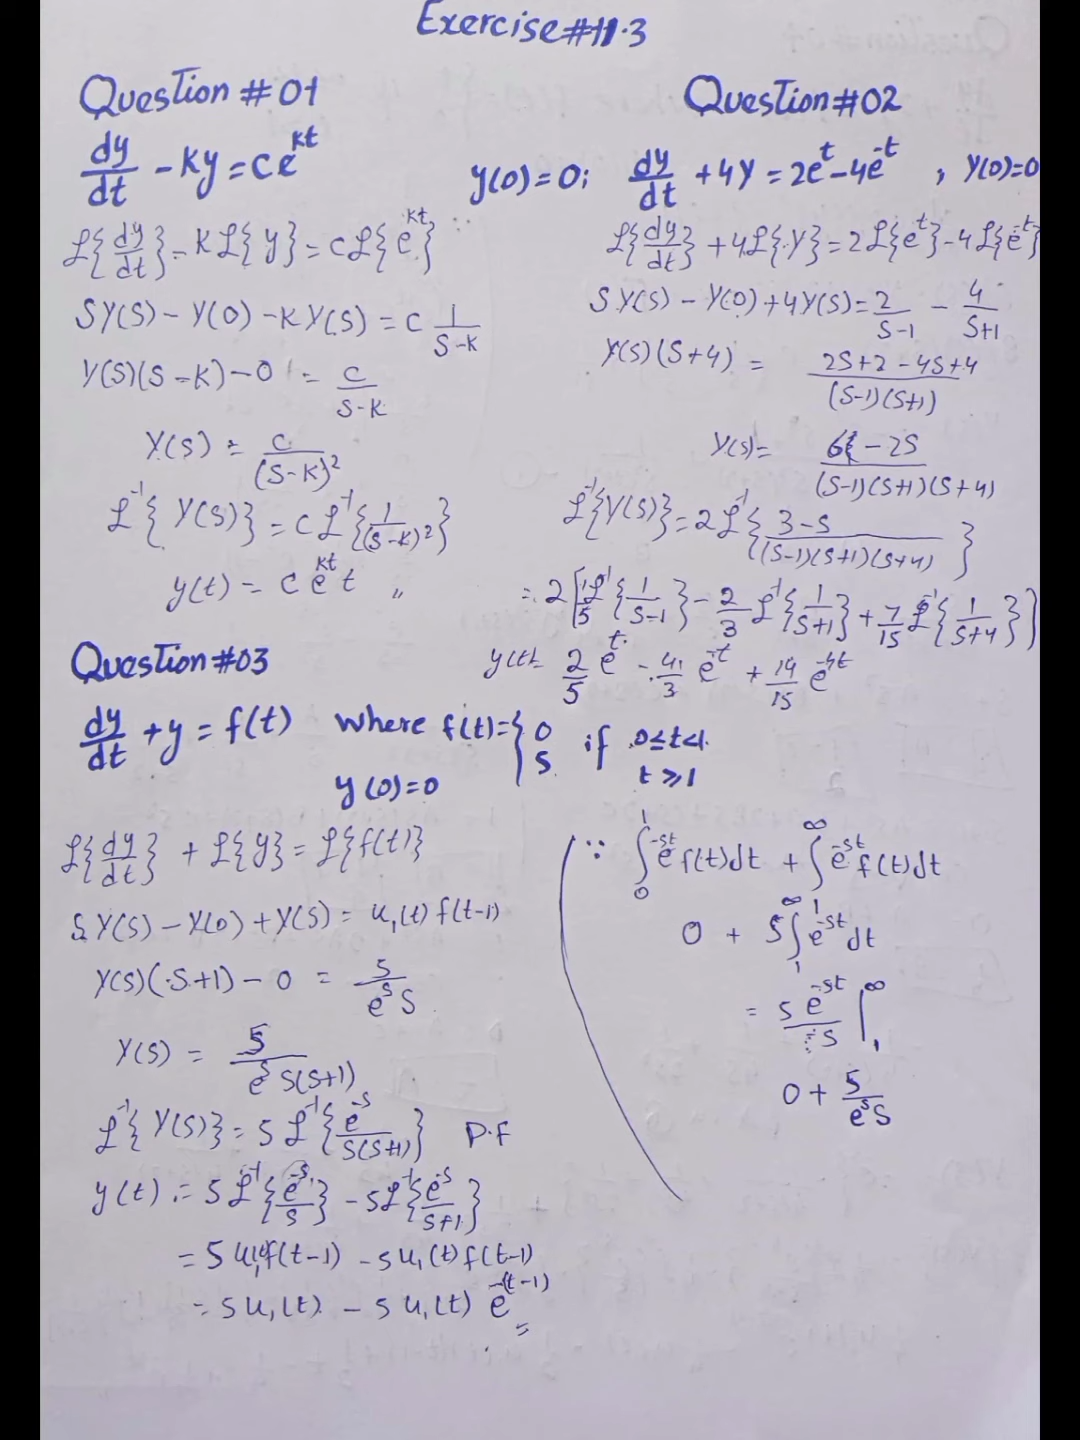 Exercise#11.3
Question #01
dy/dt - ky = ce^kt    y(0)=0;
ℒ{dy/dt} - Kℒ{y} = cℒ{e^kt} ∵
SY(S) - Y(0) - KY(S) = C 1/(S-K)
Y(S)(S-K) - 0 = C/(S-K)
Y(S) = C/(S-K)²
ℒ⁻¹{Y(S)} = cℒ⁻¹{1/(S-K)²}
y(t) = c e^kt t ,,
Question#02
dy/dt + 4y = 2e^t - 4e^-t , y(0)=0
ℒ{dy/dt} + 4ℒ{y} = 2ℒ{e^t} - 4ℒ{e^-t}
SY(S) - Y(0) + 4Y(S) = 2/(S-1) - 4/(S+1)
Y(S)(S+4) = (2S+2-4S+4)/((S-1)(S+1))
Y(S) = (6-2S)/((S-1)(S+1)(S+4))
ℒ⁻¹{Y(S)} = 2ℒ⁻¹{(3-S)/((S-1)(S+1)(S+4))}
= 2[1/5 ℒ⁻¹{1/(S-1)} - 2/3 ℒ⁻¹{1/(S+1)} + 7/15 ℒ⁻¹{1/(S+4)}]
y(t) = 2/5 e^t - 4/3 e^-t + 14/15 e^-4t
Question #03
dy/dt + y = f(t) where f(t) = { 0 5 if 0≤t<1 t≥1
y(0)=0
ℒ{dy/dt} + ℒ{y} = ℒ{f(t)}
SY(S) - Y(0) + Y(S) = u₁(t) f(t-1)
Y(S)(S+1) - 0 = 5/(e^s S)
Y(S) = 5/(e^s S(S+1))
ℒ⁻¹{Y(S)} = 5ℒ⁻¹{e^-s/(S(S+1))} P.F
y(t) = 5ℒ⁻¹{e^-s/S} - 5ℒ⁻¹{e^-s/(S+1)}
= 5u₁(t)f(t-1) - 5u₁(t)f(t-1)
= 5u₁(t) - 5u₁(t) e^-(t-1)
∵ ∫₀¹ e^-st f(t)dt + ∫₁^∞ e^-st f(t)dt
0 + 5∫₁^∞ e^-st dt
= 5e^-st/-S |₁^∞
0 + 5/(e^s S)